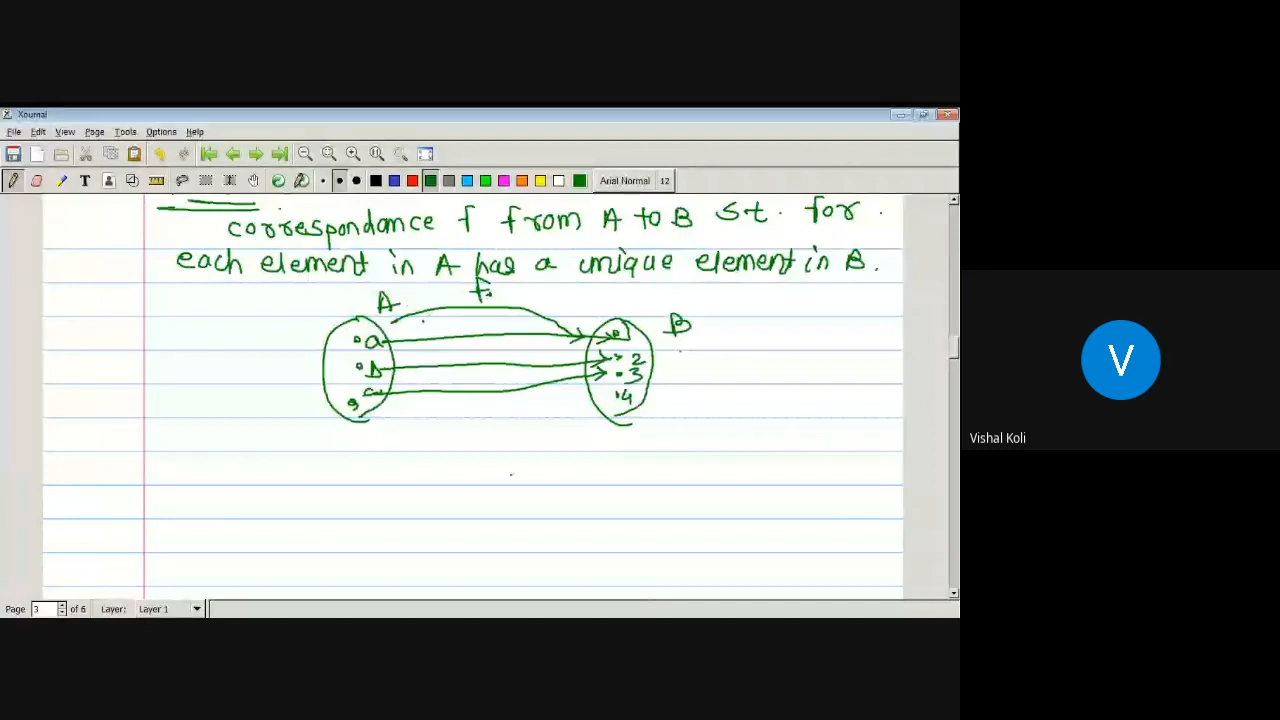 Xournal
File Edit View Page Tools Options Help
Arial Normal 12
correspondance f from A to B s.t. for
each element in A has a unique element in B.
f
A
B
a
b
2
c
3
4
V
Vishal Koli
Page 3 of 6 Layer: Layer 1